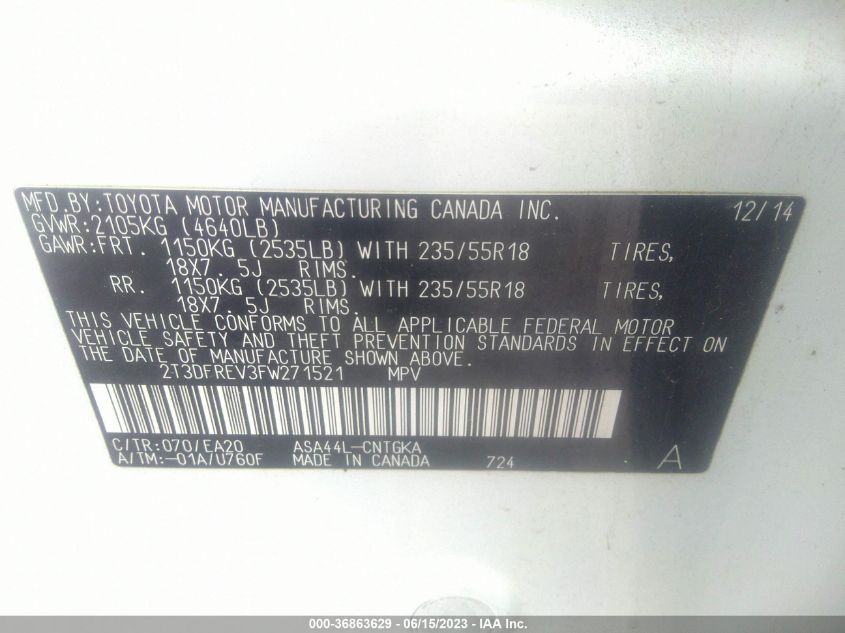 MFD.BY:TOYOTA MOTOR MANUFACTURING CANADA INC. 12/14
GVWR:2105KG (4640LB)
GAWR:FRT. 1150KG (2535LB) WITH 235/55R18 TIRES,
18X7.5J RIMS.
RR. 1150KG (2535LB) WITH 235/55R18 TIRES,
18X7.5J RIMS.
THIS VEHICLE CONFORMS TO ALL APPLICABLE FEDERAL MOTOR
VEHICLE SAFETY AND THEFT PREVENTION STANDARDS IN EFFECT ON
THE DATE OF MANUFACTURE SHOWN ABOVE.
2T3DFREV3FW271521 MPV
C/TR:070/EA20 ASA44L-CNTGKA
A/TM:-01A/U760F MADE IN CANADA 724 A
000-36863629 - 06/15/2023 - IAA Inc.